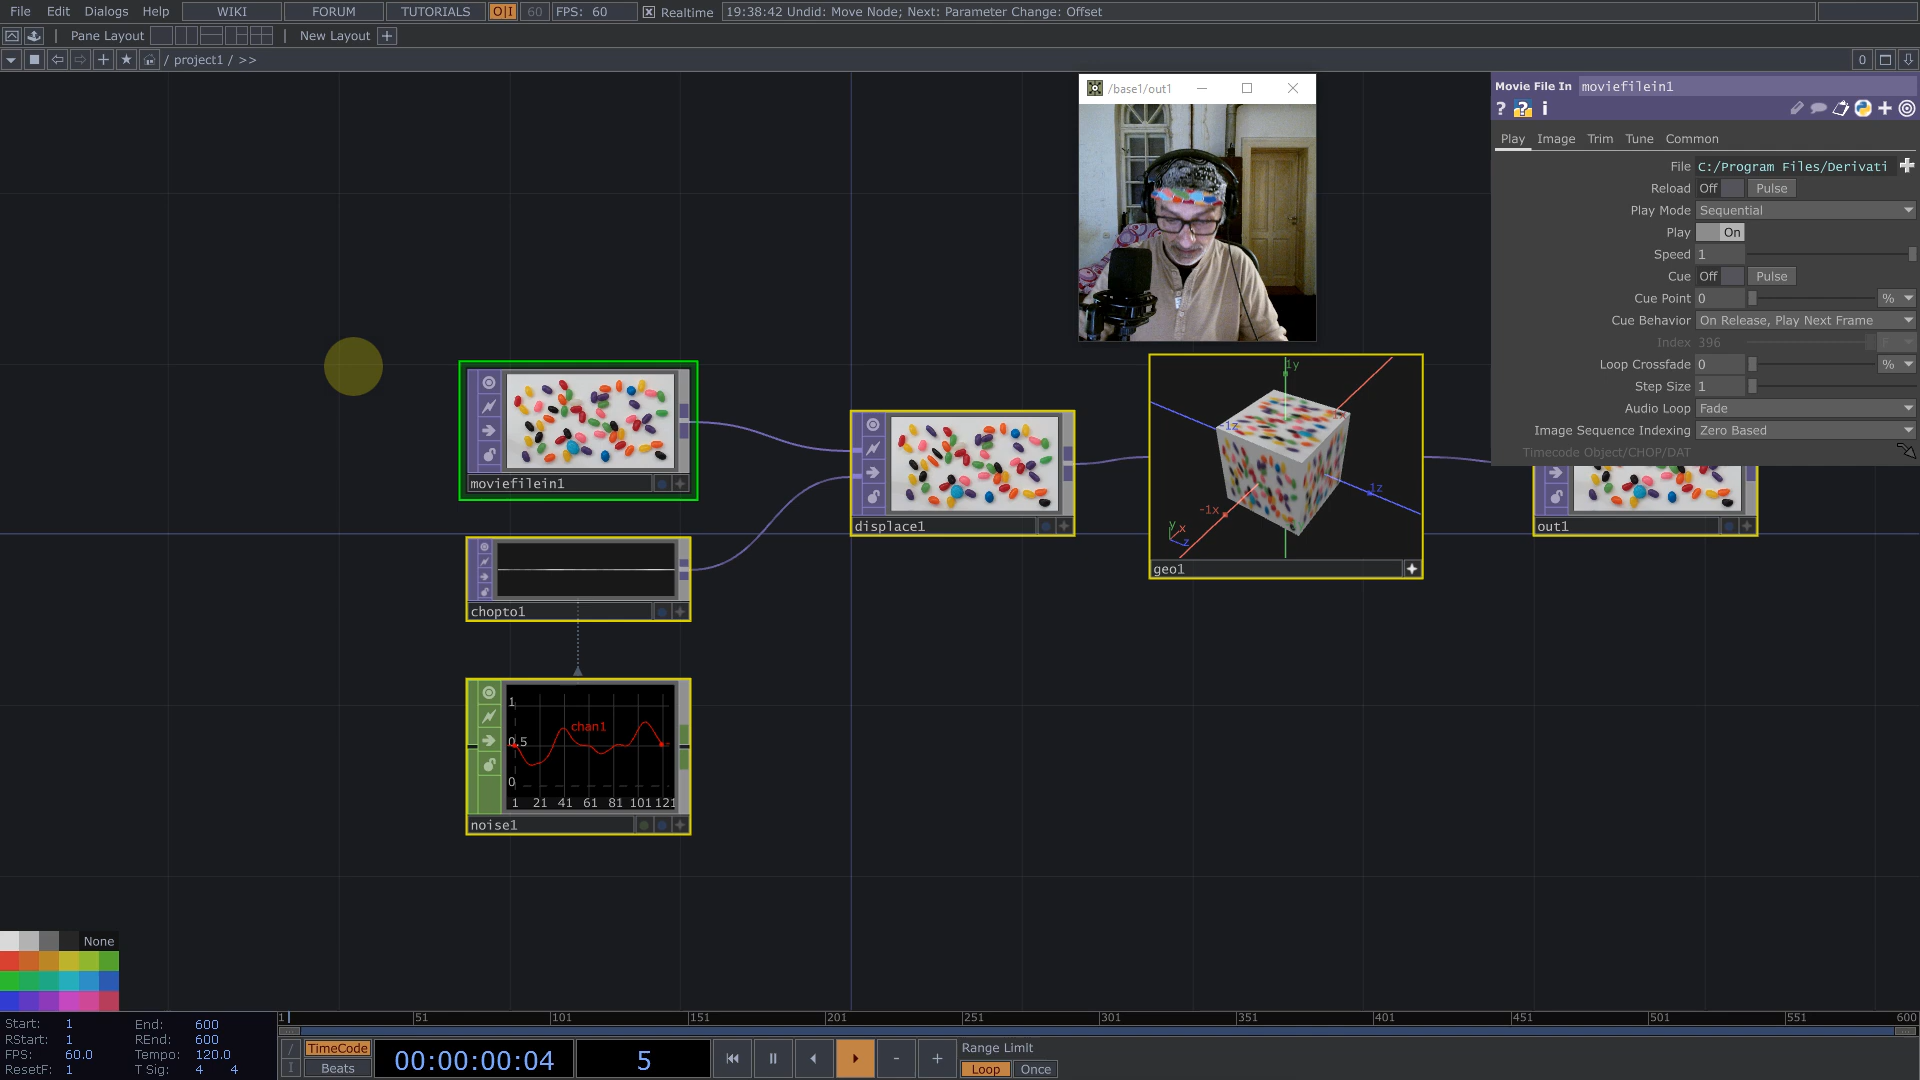 File Edit Dialogs Help WIKI FORUM TUTORIALS O|I 60 FPS: 60 Realtime 19:38:42 Undid: Move Node; Next: Parameter Change: Offset
Pane Layout New Layout
/ project1 / >> 0
/base1/out1
Movie File In moviefilein1
Play Image Trim Tune Common
File C:/Program Files/Derivati
Reload Off Pulse
Play Mode Sequential
Play On
Speed 1
Cue Off Pulse
Cue Point 0 %
Cue Behavior On Release, Play Next Frame
Index 396 F
Loop Crossfade 0 %
Step Size 1
Audio Loop Fade
Image Sequence Indexing Zero Based
Timecode Object/CHOP/DAT
moviefilein1
displace1
1y
-1z
1z
-1x
y
x
z
geo1
out1
chopto1
1
chan1
0.5
0
1 21 41 61 81 101 121
noise1
None
Start: 1 End: 600
RStart: 1 REnd: 600
FPS: 60.0 Tempo: 120.0
ResetF: 1 T Sig: 4 4
1 51 101 151 201 251 301 351 401 451 501 551 600
TimeCode
Beats
00:00:00:04 5
Range Limit
Loop Once